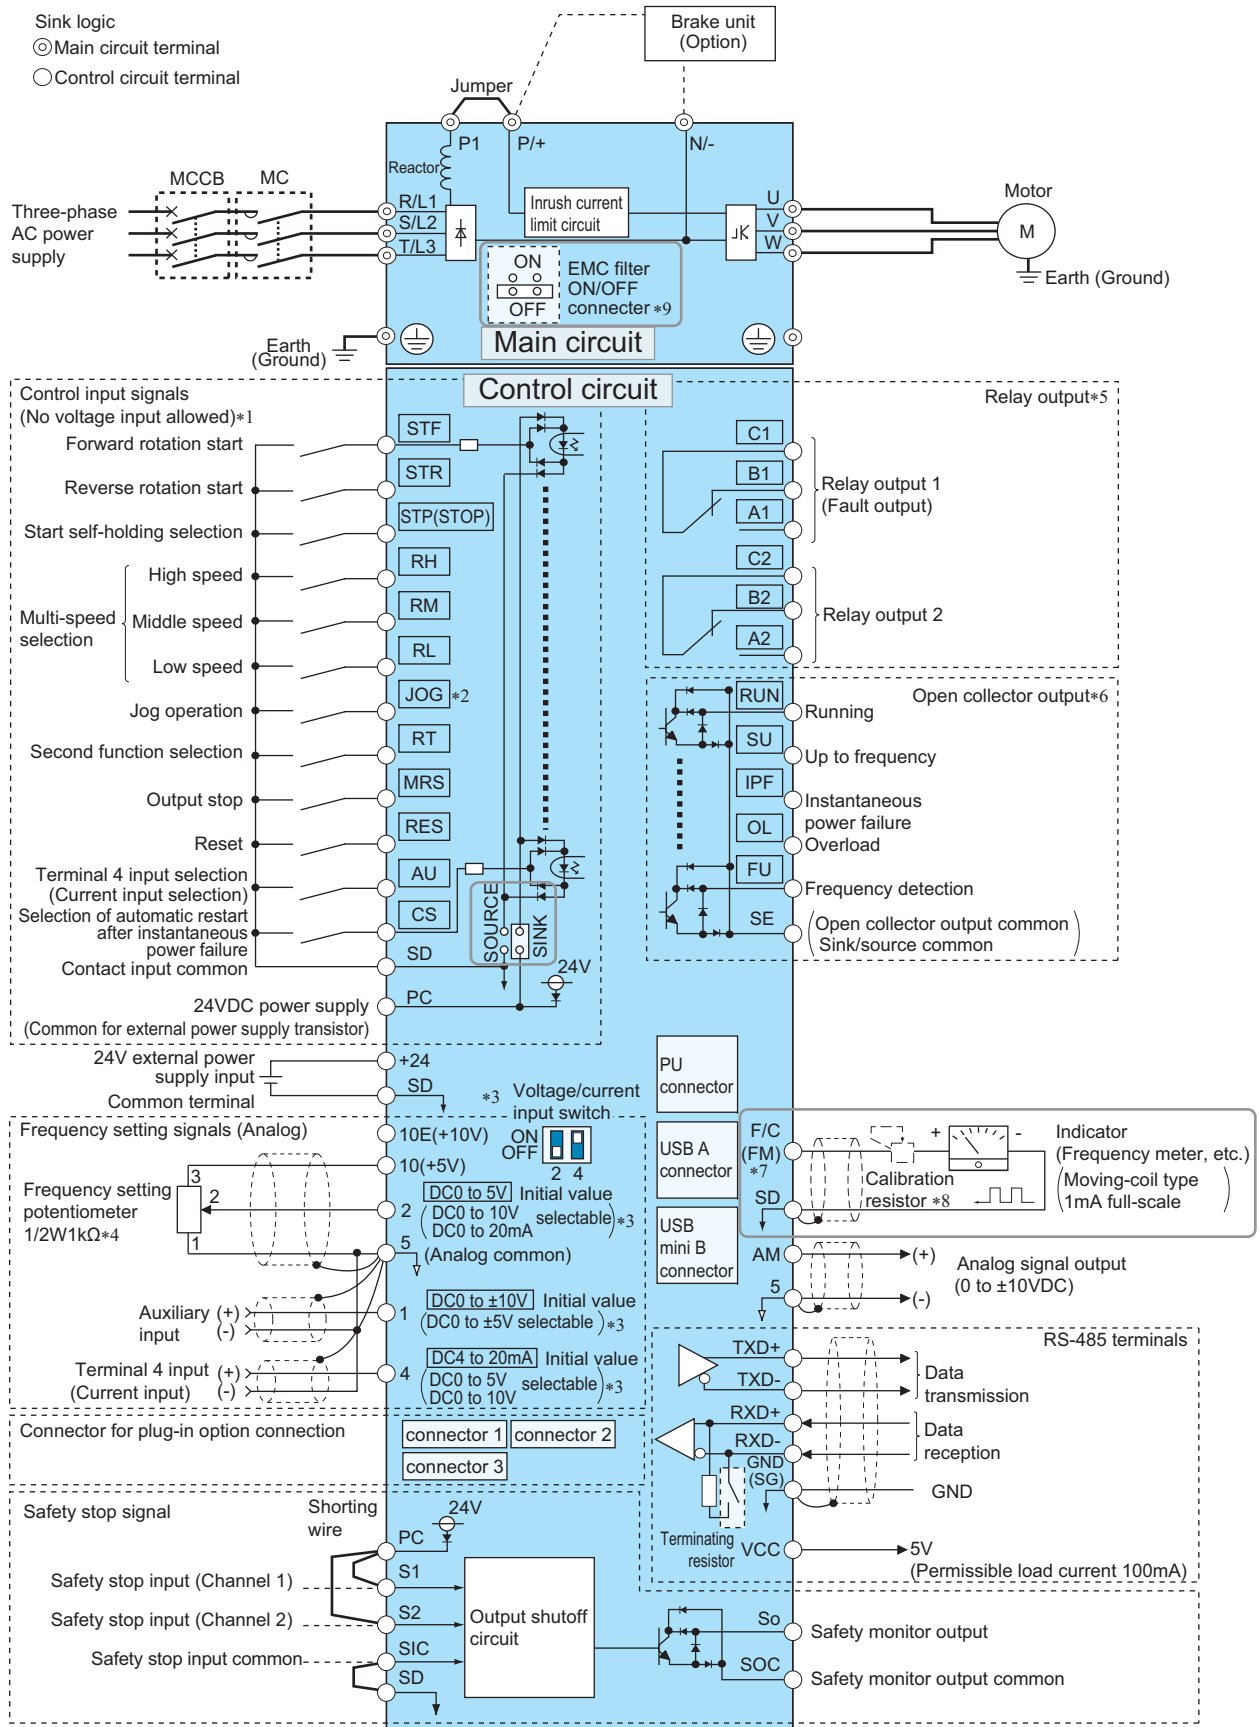 Sink logic
Main circuit terminal
Control circuit terminal
Brake unit
(Option)
Jumper
P1
P/+
N/-
Reactor
MCCB
MC
Three-phase
AC power
supply
R/L1
S/L2
T/L3
Inrush current
limit circuit
U
V
W
Motor
M
Earth (Ground)
ON
OFF
EMC filter
ON/OFF
connecter *9
Earth
(Ground)
Main circuit
Control circuit
Control input signals
(No voltage input allowed)*1
Forward rotation start
STF
Reverse rotation start
STR
Start self-holding selection
STP(STOP)
Multi-speed
selection
High speed
RH
Middle speed
RM
Low speed
RL
Jog operation
JOG *2
Second function selection
RT
Output stop
MRS
Reset
RES
Terminal 4 input selection
(Current input selection)
AU
Selection of automatic restart
after instantaneous
power failure
CS
Contact input common
SD
SOURCE
SINK
24V
24VDC power supply
(Common for external power supply transistor)
PC
Relay output*5
C1
B1
A1
Relay output 1
(Fault output)
C2
B2
A2
Relay output 2
Open collector output*6
RUN
Running
SU
Up to frequency
IPF
Instantaneous
power failure
OL
Overload
FU
Frequency detection
SE
(Open collector output common
Sink/source common)
24V external power
supply input
+24
Common terminal
SD
*3 Voltage/current
input switch
ON
OFF
2 4
Frequency setting signals (Analog)
10E(+10V)
10(+5V)
3
2
1
Frequency setting
potentiometer
1/2W1kΩ*4
2
DC0 to 5V Initial value
(DC0 to 10V
DC0 to 20mA selectable)*3
5
(Analog common)
Auxiliary
input
(+)
(-)
1
DC0 to ±10V Initial value
(DC0 to ±5V selectable)*3
Terminal 4 input
(Current input)
(+)
(-)
4
DC4 to 20mA Initial value
(DC0 to 5V
DC0 to 10V selectable)*3
PU
connector
USB A
connector
USB
mini B
connector
F/C
(FM)
*7
SD
+
-
Calibration
resistor *8
Indicator
(Frequency meter, etc.)
(Moving-coil type
1mA full-scale)
AM
5
(+)
(-)
Analog signal output
(0 to ±10VDC)
RS-485 terminals
TXD+
TXD-
Data
transmission
RXD+
RXD-
Data
reception
GND
(SG)
GND
Terminating
resistor
VCC
5V
(Permissible load current 100mA)
Connector for plug-in option connection
connector 1
connector 2
connector 3
Safety stop signal
Shorting
wire
24V
PC
Safety stop input (Channel 1)
S1
Safety stop input (Channel 2)
S2
Safety stop input common
SIC
SD
Output shutoff
circuit
So
Safety monitor output
SOC
Safety monitor output common